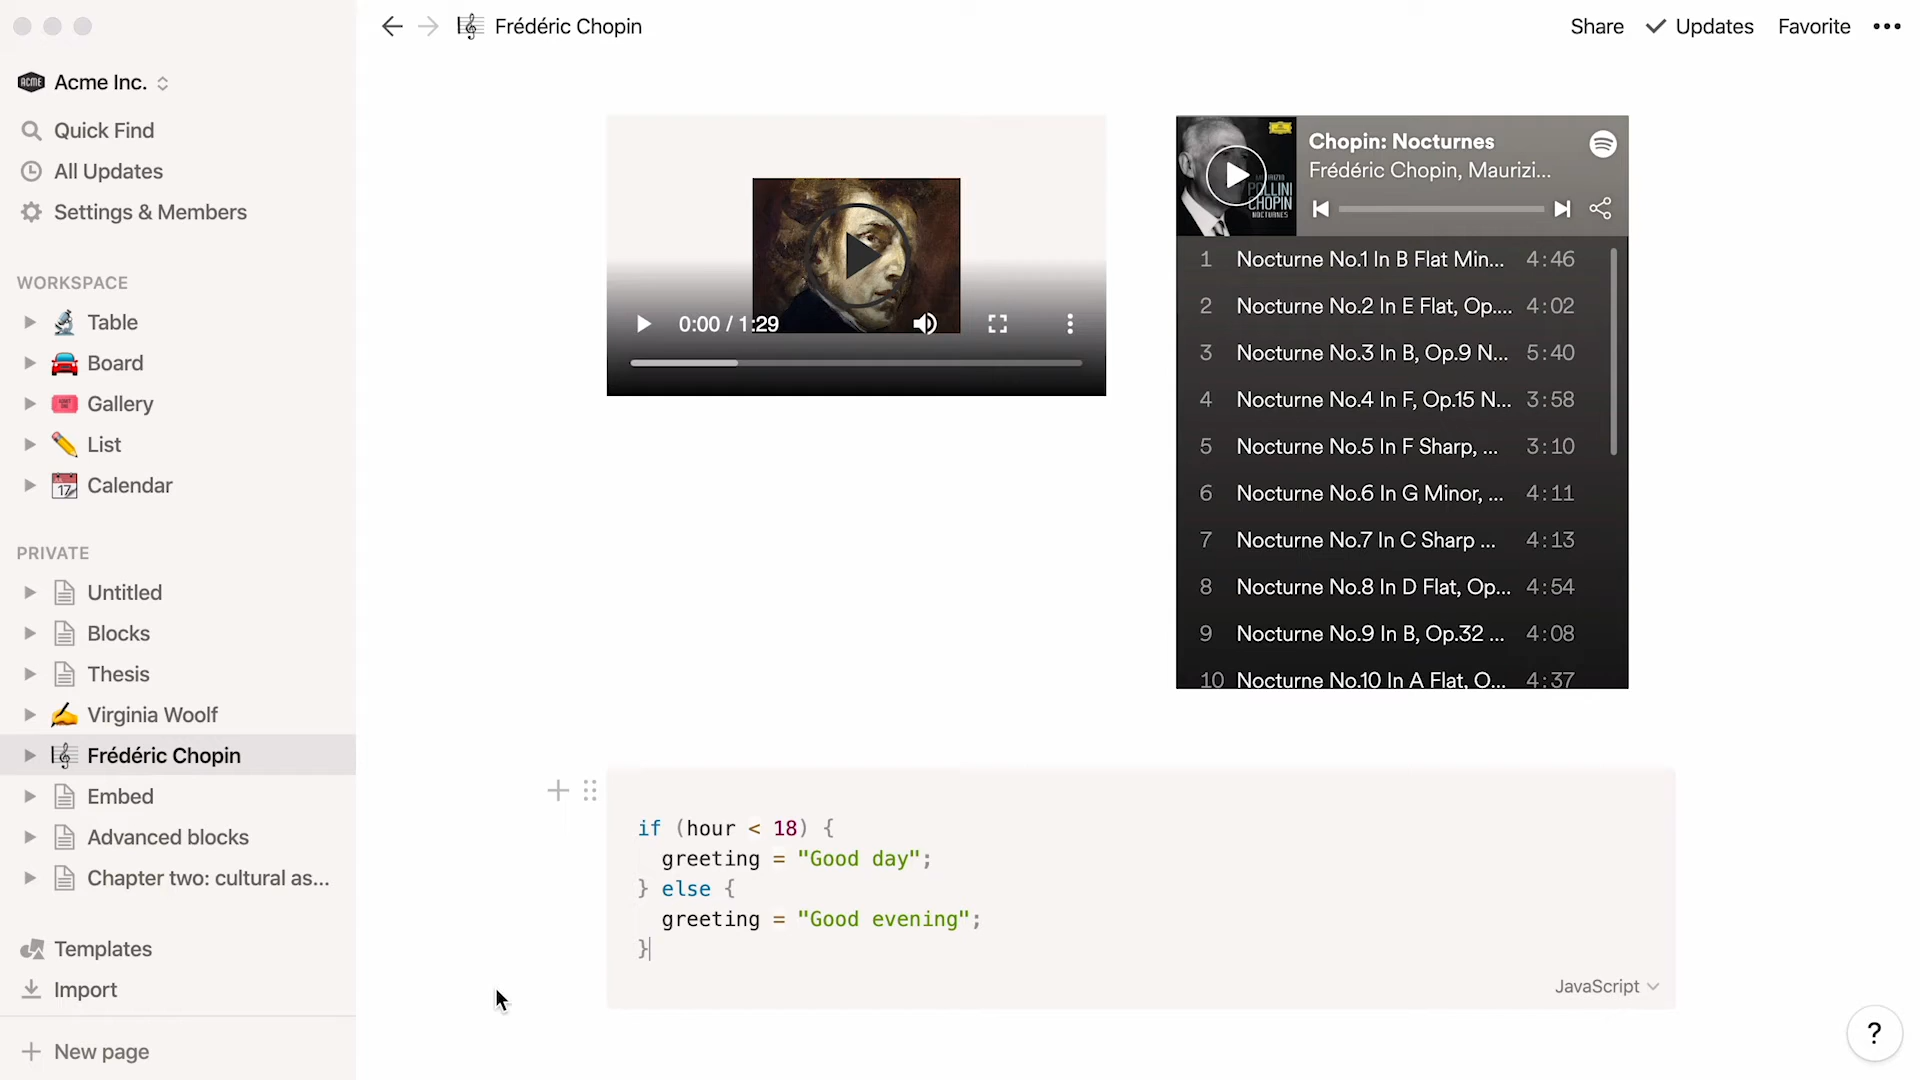 Frédéric Chopin
Share
Updates
Favorite
ACME
Acme Inc.
Quick Find
All Updates
Settings & Members
WORKSPACE
Table
Board
Gallery
List
17
Calendar
PRIVATE
Untitled
Blocks
Thesis
Virginia Woolf
Frédéric Chopin
Embed
Advanced blocks
Chapter two: cultural as...
Templates
Import
New page
0:00 / 1:29
POLLINI
CHOPIN
NOCTURNES
Chopin: Nocturnes
Frédéric Chopin, Maurizi...
1 Nocturne No.1 In B Flat Min... 4:46
2 Nocturne No.2 In E Flat, Op.... 4:02
3 Nocturne No.3 In B, Op.9 N... 5:40
4 Nocturne No.4 In F, Op.15 N... 3:58
5 Nocturne No.5 In F Sharp, ... 3:10
6 Nocturne No.6 In G Minor, ... 4:11
7 Nocturne No.7 In C Sharp ... 4:13
8 Nocturne No.8 In D Flat, Op... 4:54
9 Nocturne No.9 In B, Op.32 ... 4:08
10 Nocturne No.10 In A Flat, O... 4:37
if (hour < 18) {
  greeting = "Good day";
} else {
  greeting = "Good evening";
}
JavaScript
?